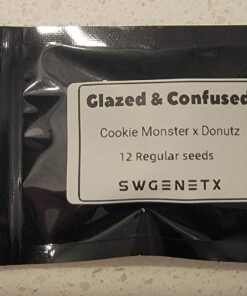 Glazed & Confused
Cookie Monster x Donutz
12 Regular seeds
SWGENETX